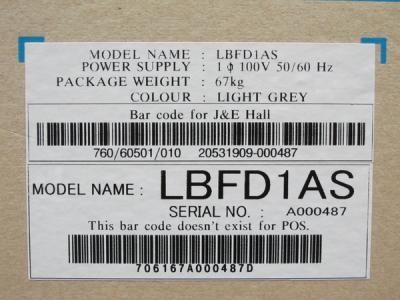 MODEL NAME : LBFD1AS
POWER SUPPLY : 1 ϕ 100V 50/60 Hz
PACKAGE WEIGHT : 67kg
COLOUR : LIGHT GREY
Bar code for J&E Hall
760/60501/010 20531909-000487
MODEL NAME : LBFD1AS
SERIAL NO. : A000487
This bar code doesn't exist for POS.
706167A000487D